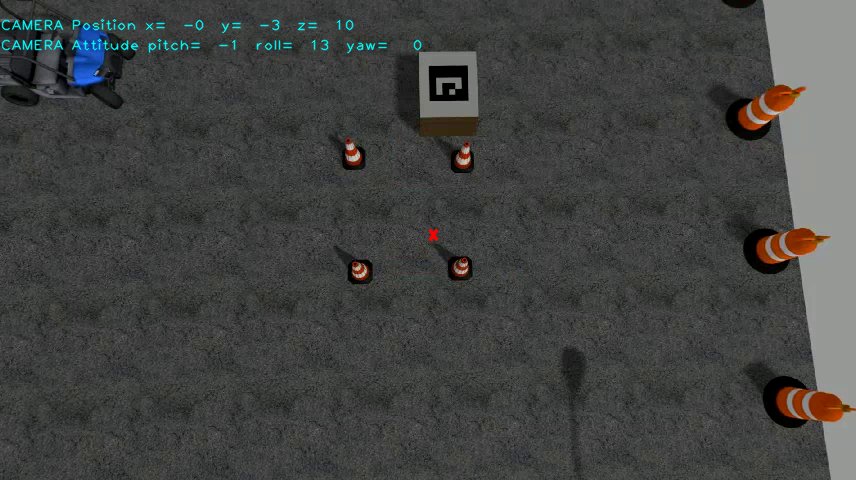 CAMERA Position x= -0 y= -3 z= 10
CAMERA Attitude pitch= -1 roll= 13 yaw= 0